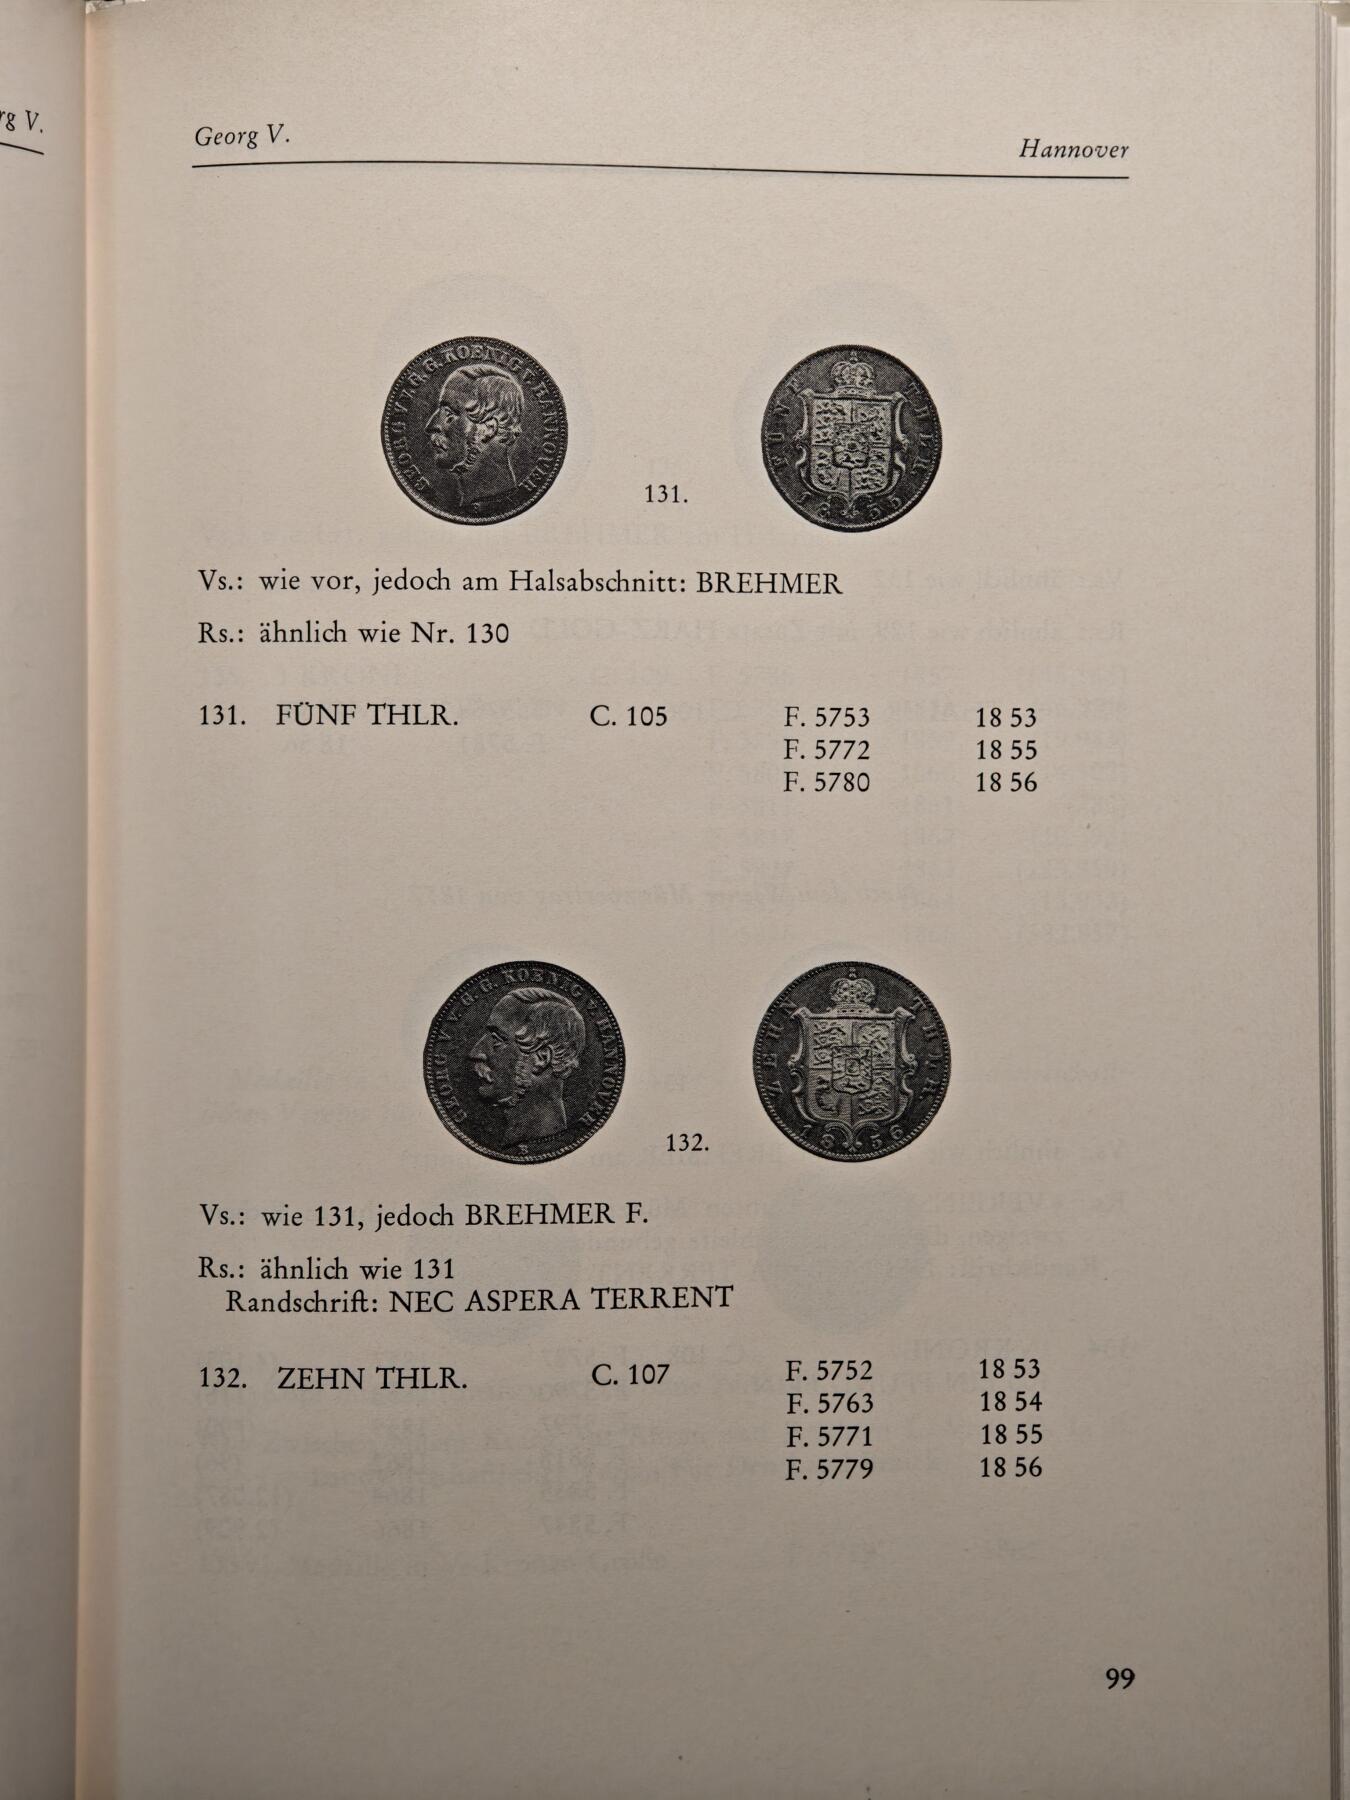 rg V.
Georg V.
Hannover
GEORG V v. G. G. KOENIG v. HANNOVER
B
FÜNF THLR.
1855
131.
Vs.: wie vor, jedoch am Halsabschnitt: BREHMER
Rs.: ähnlich wie Nr. 130
131. FÜNF THLR. C. 105 F. 5753 18 53
F. 5772 18 55
F. 5780 18 56
GEORG V v. G. G. KOENIG v. HANNOVER
B
ZEHN THLR.
1856
132.
Vs.: wie 131, jedoch BREHMER F.
Rs.: ähnlich wie 131
Randschrift: NEC ASPERA TERRENT
132. ZEHN THLR. C. 107 F. 5752 18 53
F. 5763 18 54
F. 5771 18 55
F. 5779 18 56
99